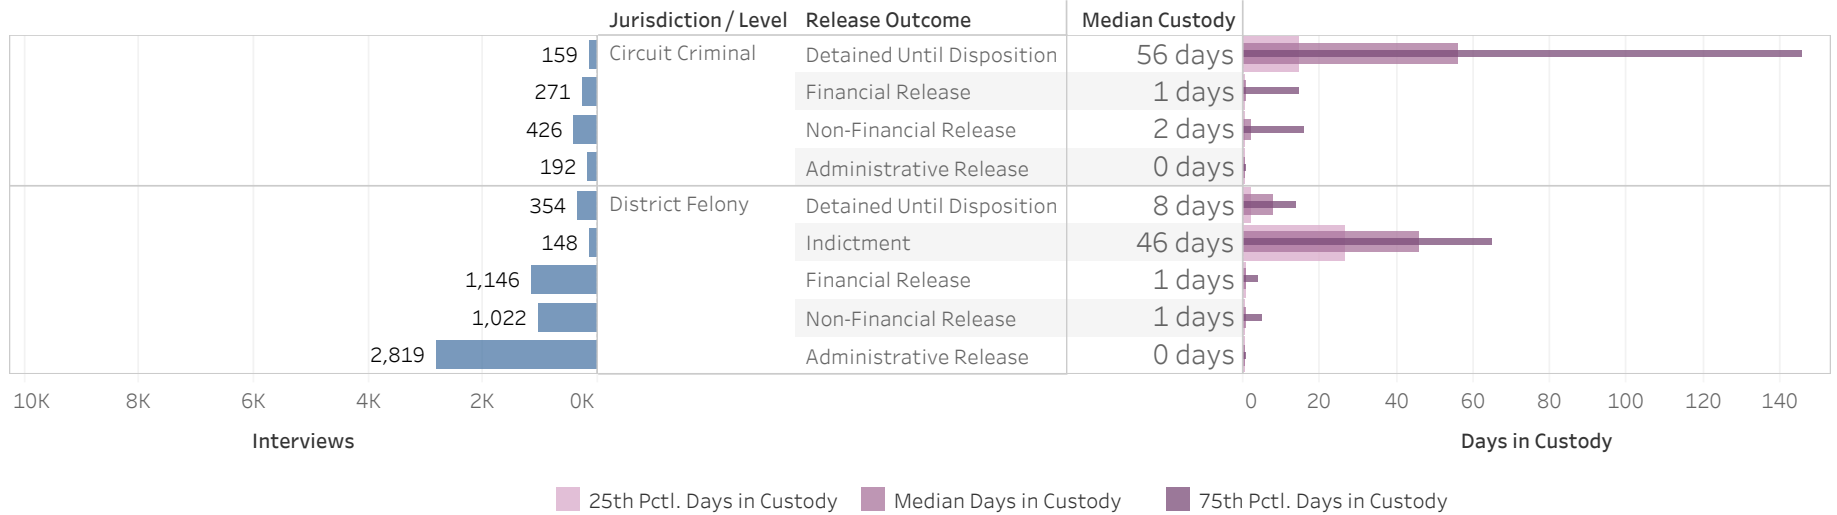 Jurisdiction / Level Release Outcome Median Custody
159 Circuit Criminal Detained Until Disposition 56 days
271 Financial Release 1 days
426 Non-Financial Release 2 days
192 Administrative Release 0 days
354 District Felony Detained Until Disposition 8 days
148 Indictment 46 days
1,146 Financial Release 1 days
1,022 Non-Financial Release 1 days
2,819 Administrative Release 0 days
10K 8K 6K 4K 2K 0K 0 20 40 60 80 100 120 140
Interviews Days in Custody
25th Pctl. Days in Custody Median Days in Custody 75th Pctl. Days in Custody